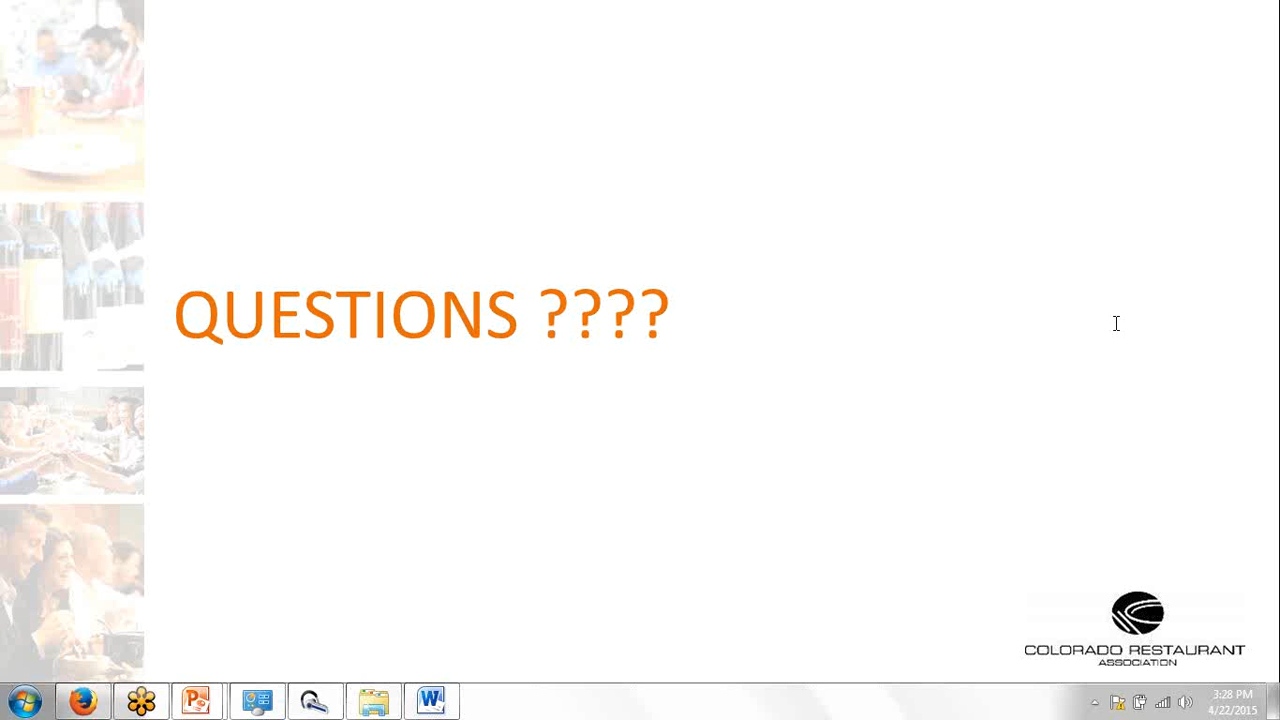 QUESTIONS ????
COLORADO RESTAURANT
ASSOCIATION
3:28 PM
4/22/2015